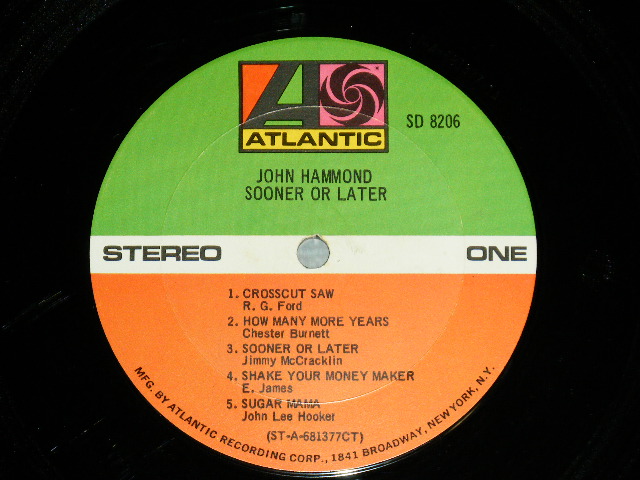 ATLANTIC
SD 8206
JOHN HAMMOND
SOONER OR LATER
STEREO
ONE
1. CROSSCUT SAW
R. G. Ford
2. HOW MANY MORE YEARS
Chester Burnett
3. SOONER OR LATER
Jimmy McCracklin
4. SHAKE YOUR MONEY MAKER
E. James
5. SUGAR MAMA
John Lee Hooker
(ST-A-681377CT)
MFG. BY ATLANTIC RECORDING CORP., 1841 BROADWAY, NEW YORK, N.Y.